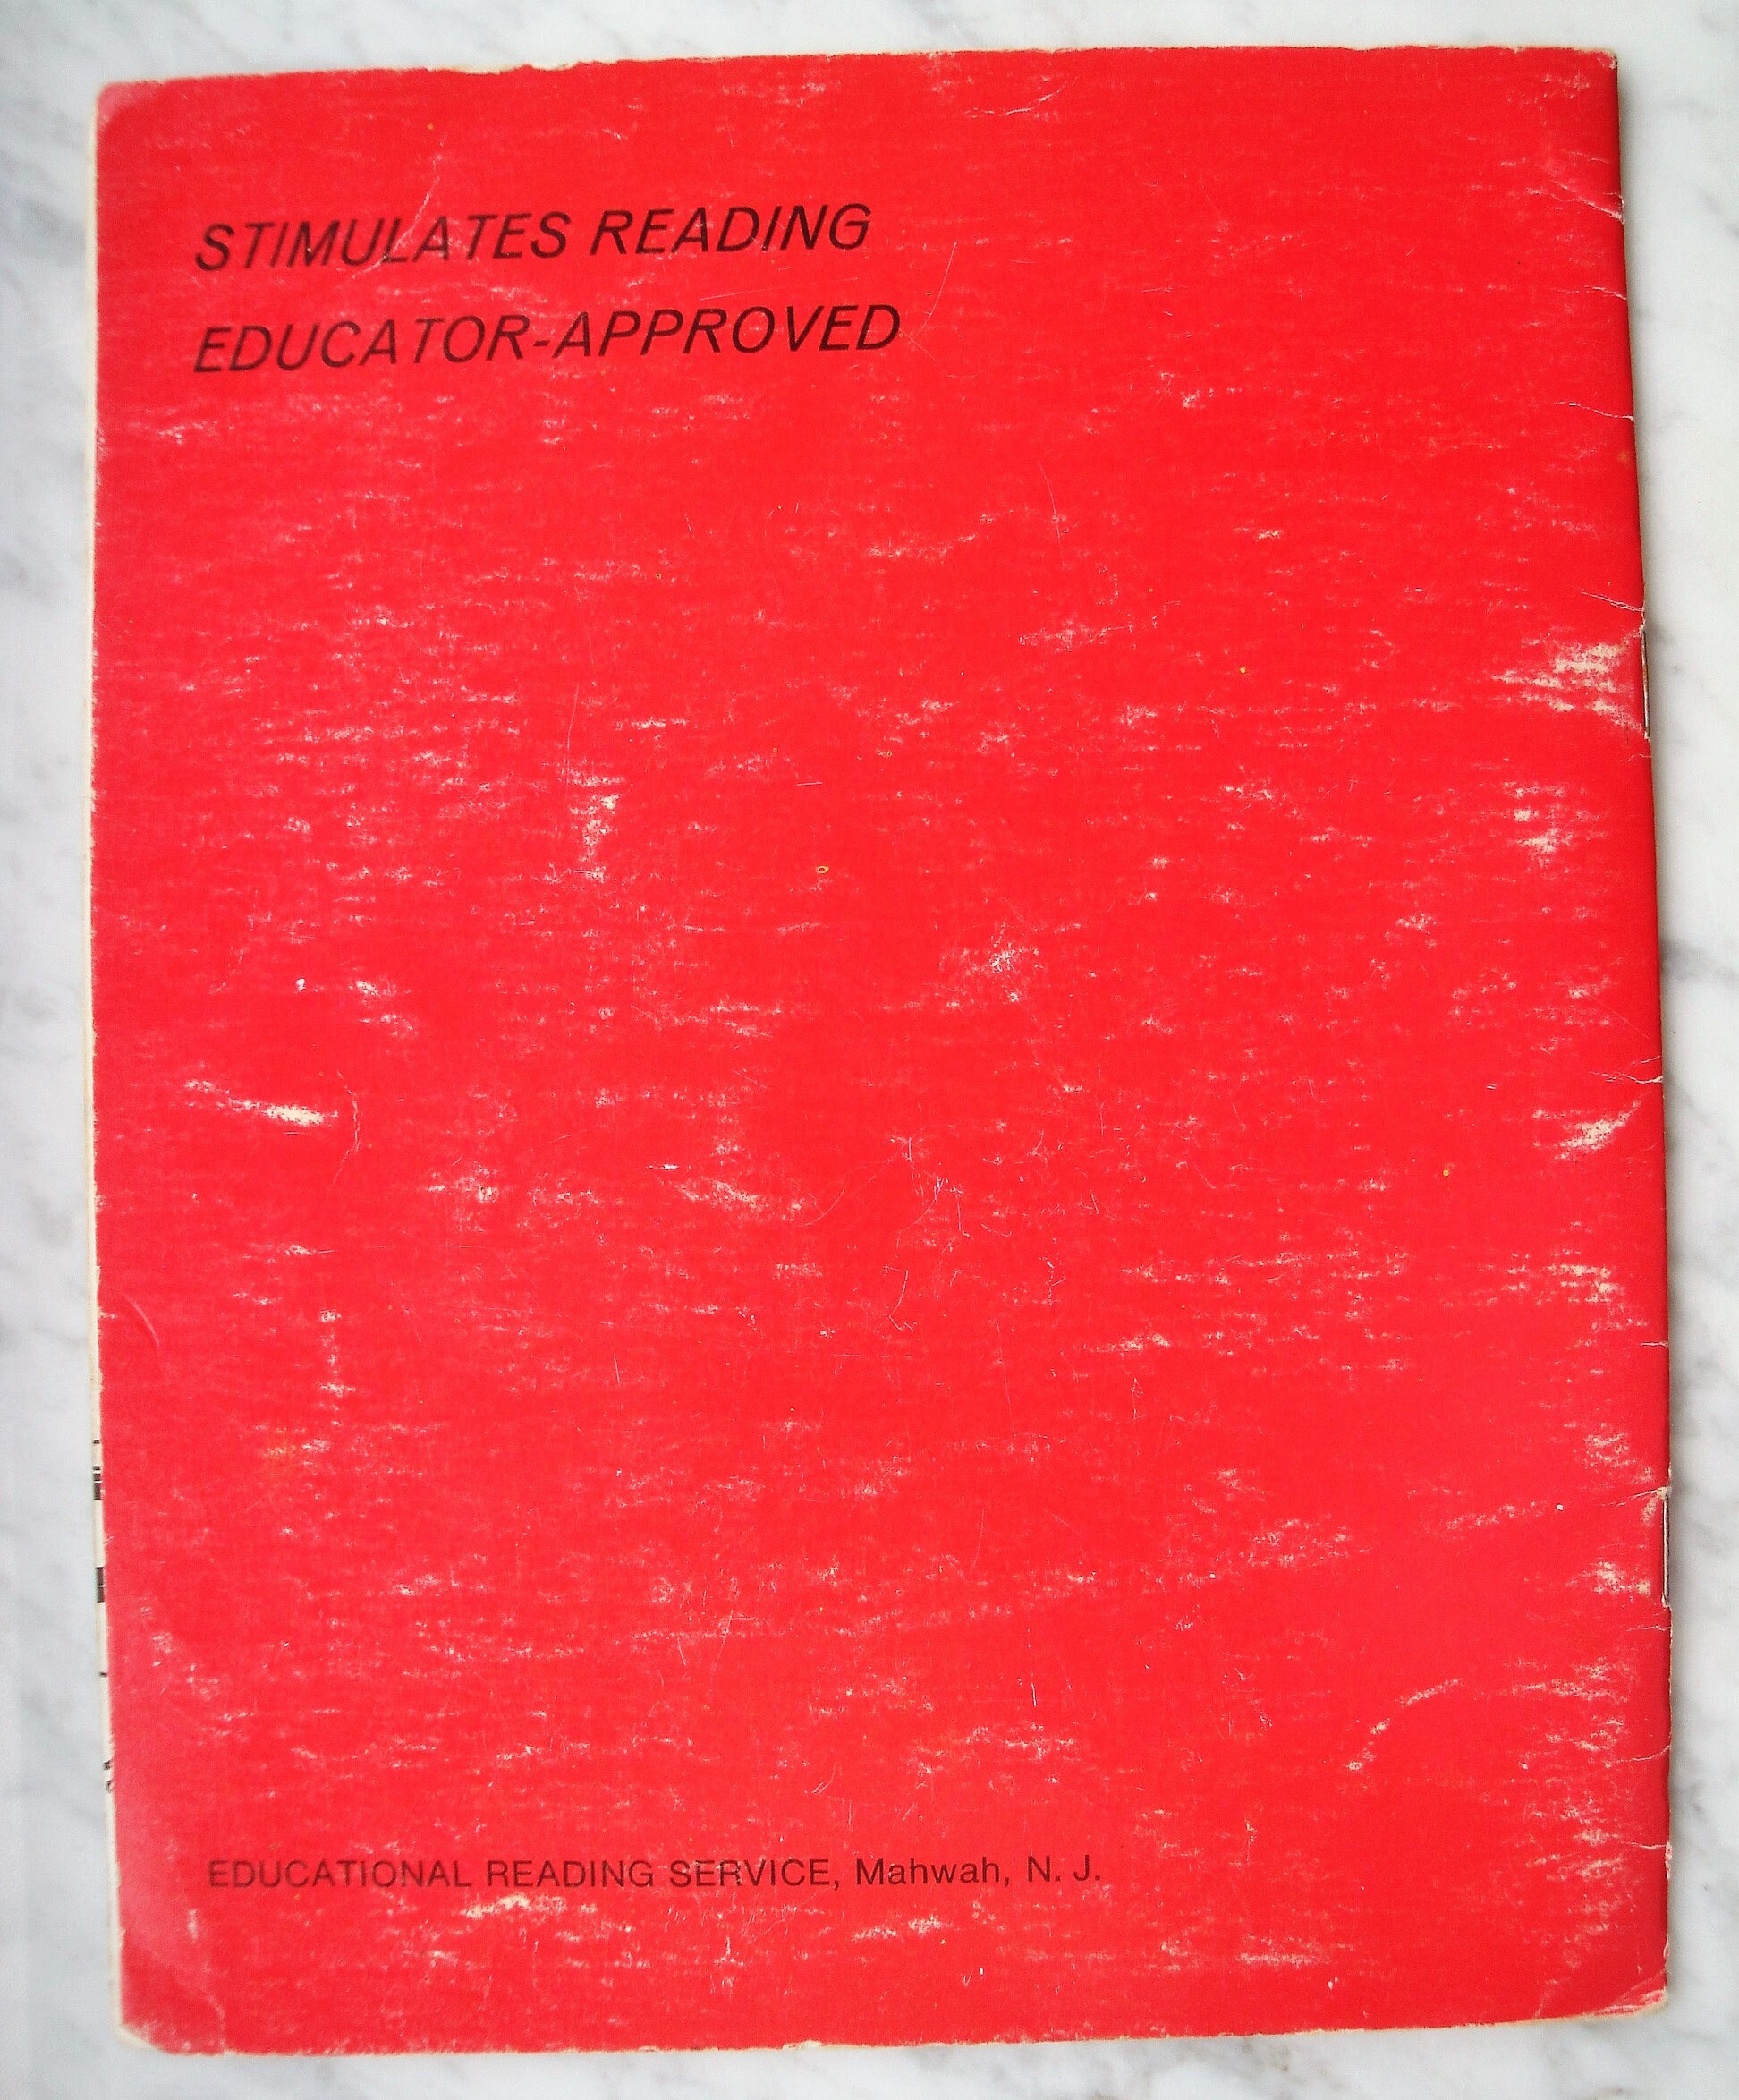 STIMULATES READING
EDUCATOR-APPROVED
EDUCATIONAL READING SERVICE, Mahwah, N. J.